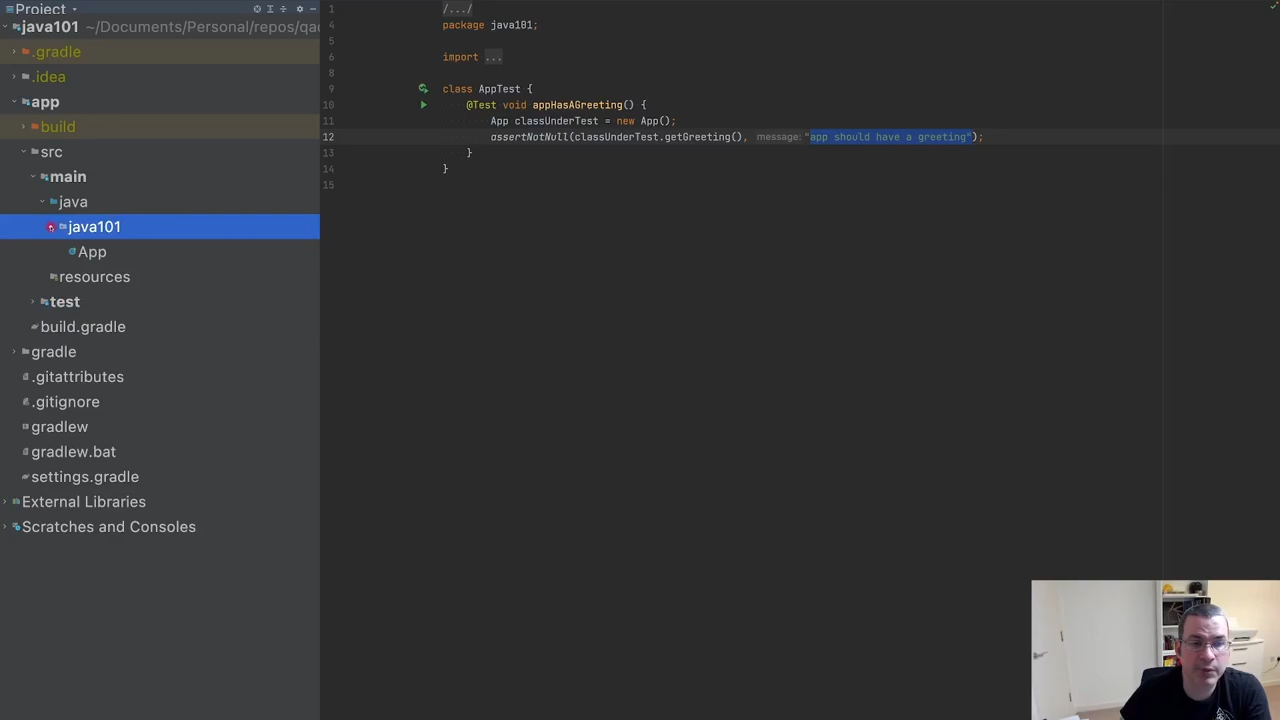 Project
java101 ~/Documents/Personal/repos/qac
.gradle
.idea
app
build
src
main
java
java101
App
resources
test
build.gradle
gradle
.gitattributes
.gitignore
gradlew
gradlew.bat
settings.gradle
External Libraries
Scratches and Consoles
1 /.../
4 package java101;
5
6 import ...
8
9 class AppTest {
10 @Test void appHasAGreeting() {
11 App classUnderTest = new App();
12 assertNotNull(classUnderTest.getGreeting(), message: "app should have a greeting");
13 }
14 }
15